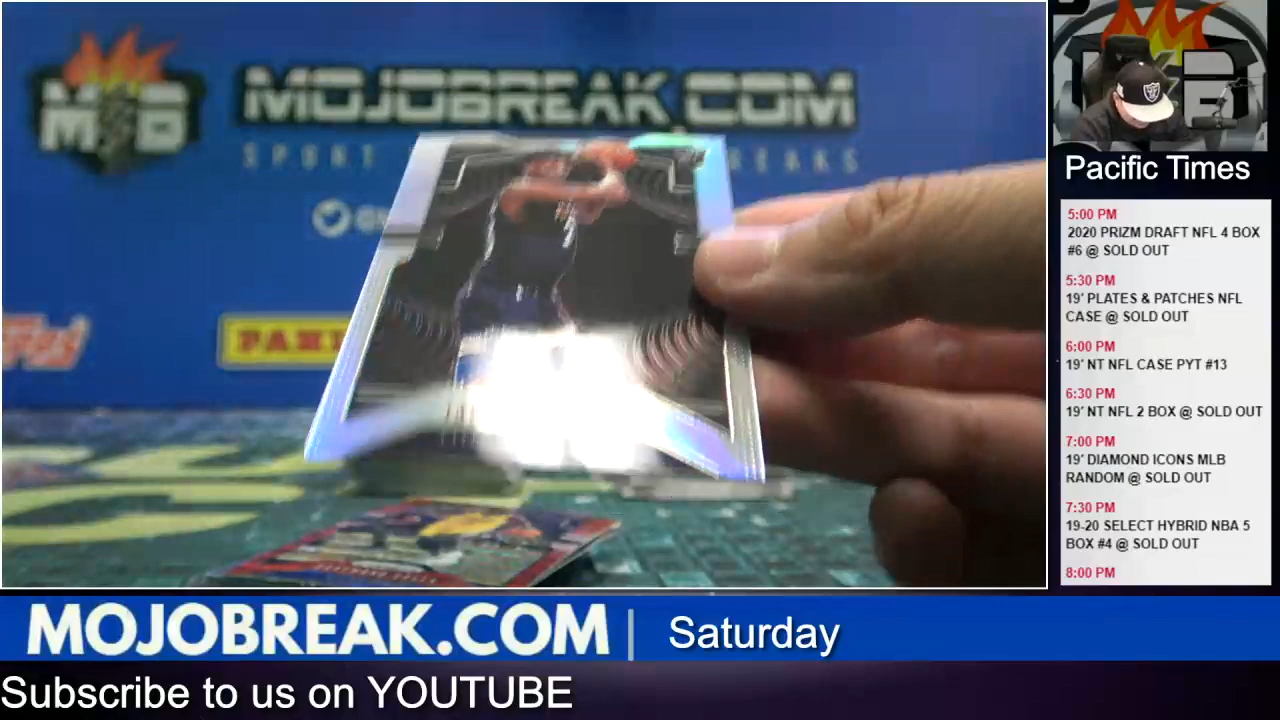 MOJOBREAK.COM
SPORT REAKS
PANI
Pacific Times
5:00 PM
2020 PRIZM DRAFT NFL 4 BOX
#6 @ SOLD OUT
5:30 PM
19' PLATES & PATCHES NFL
CASE @ SOLD OUT
6:00 PM
19' NT NFL CASE PYT #13
6:30 PM
19' NT NFL 2 BOX @ SOLD OUT
7:00 PM
19' DIAMOND ICONS MLB
RANDOM @ SOLD OUT
7:30 PM
19-20 SELECT HYBRID NBA 5
BOX #4 @ SOLD OUT
8:00 PM
MOJOBREAK.COM | Saturday
Subscribe to us on YOUTUBE